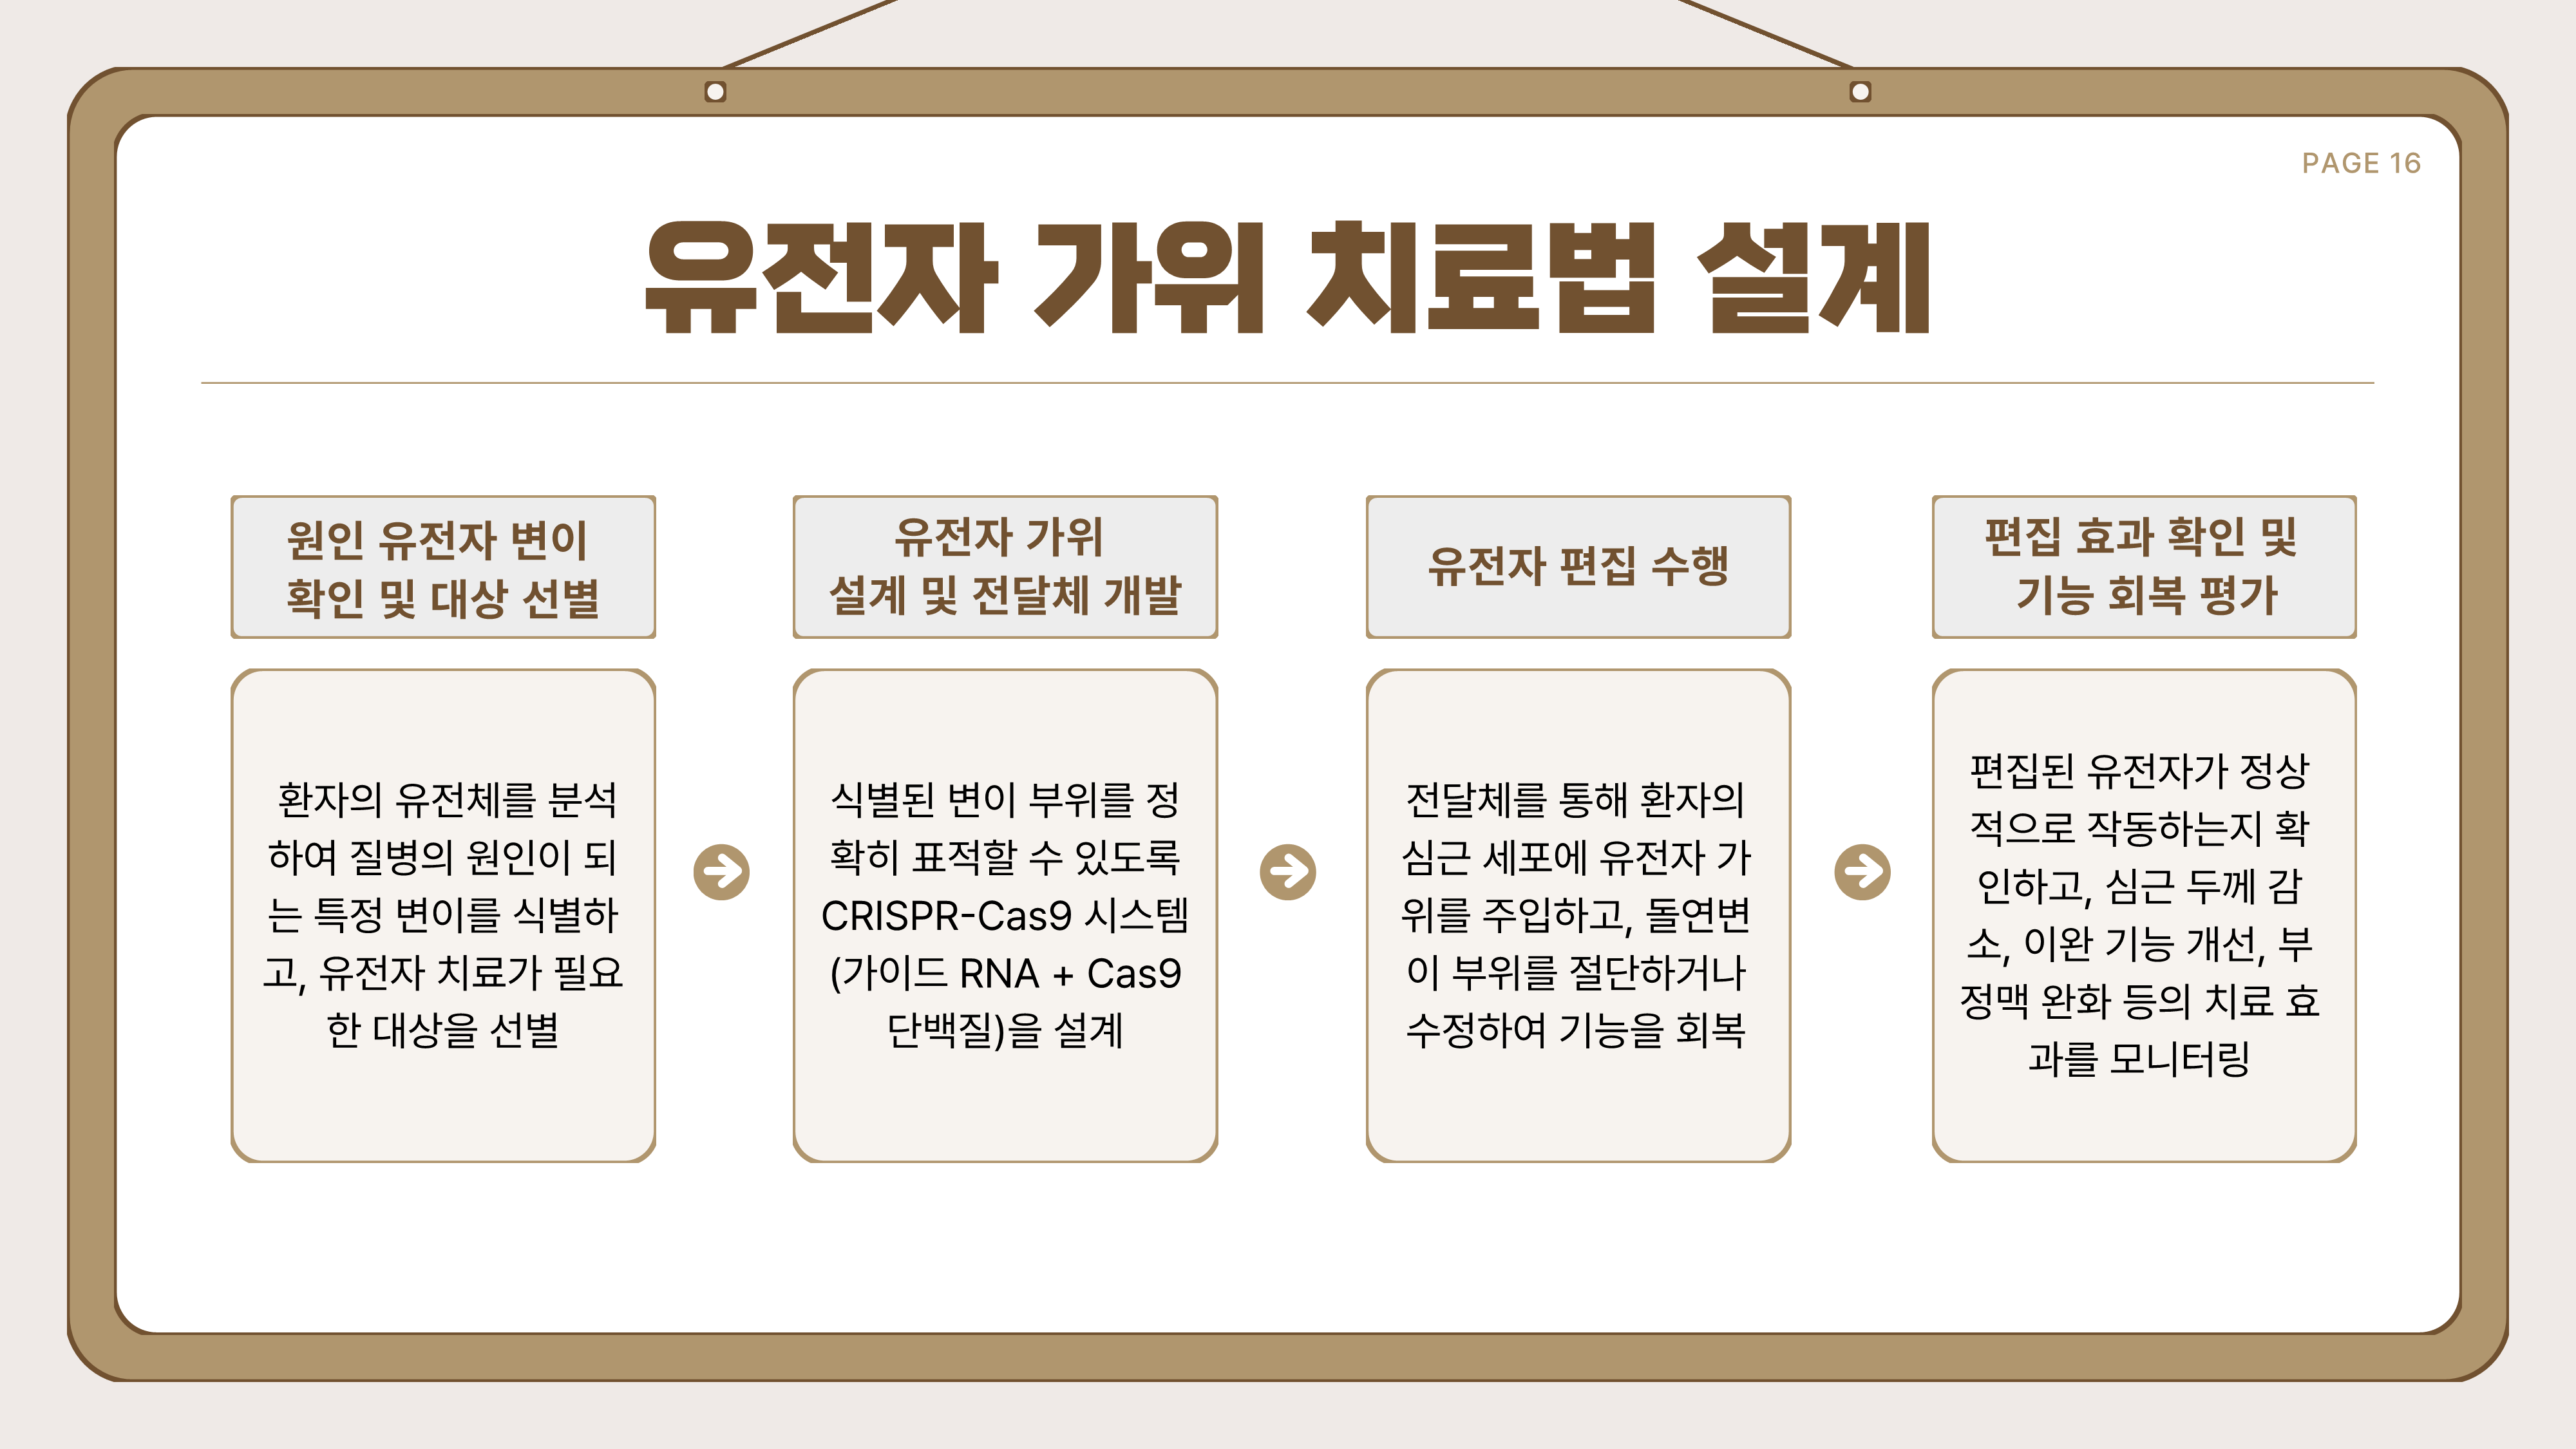 PAGE 16
유전자 가위 치료법 설계
원인 유전자 변이
확인 및 대상 선별
환자의 유전체를 분석
하여 질병의 원인이 되
는 특정 변이를 식별하
고, 유전자 치료가 필요
한 대상을 선별
유전자 가위
설계 및 전달체 개발
식별된 변이 부위를 정
확히 표적할 수 있도록
CRISPR-Cas9 시스템
(가이드 RNA + Cas9
단백질)을 설계
유전자 편집 수행
전달체를 통해 환자의
심근 세포에 유전자 가
위를 주입하고, 돌연변
이 부위를 절단하거나
수정하여 기능을 회복
편집 효과 확인 및
기능 회복 평가
편집된 유전자가 정상
적으로 작동하는지 확
인하고, 심근 두께 감
소, 이완 기능 개선, 부
정맥 완화 등의 치료 효
과를 모니터링